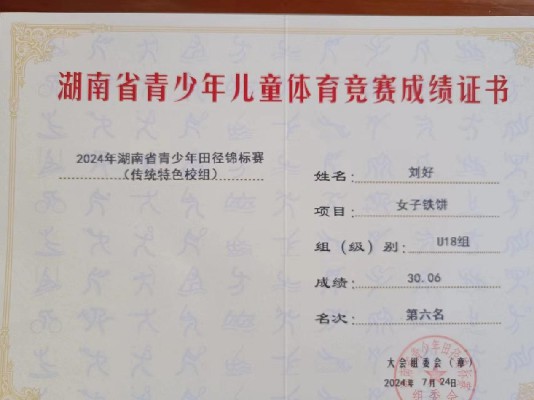 湖南省青少年儿童体育竞赛成绩证书
2024年湖南省青少年田径锦标赛
（传统特色校组）
姓名： 刘好
项目： 女子铁饼
组（级）别： U18组
成绩： 30.06
名次： 第六名
大会组委会（章）
2024年 7月24日